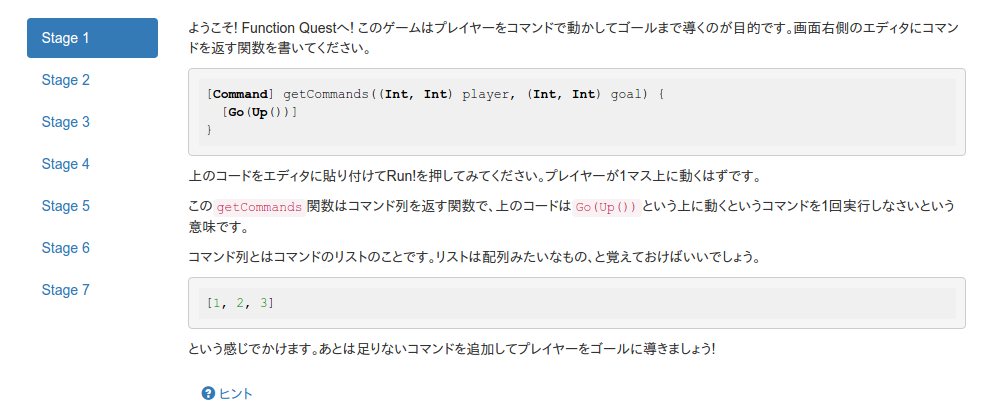 Stage 1
Stage 2
Stage 3
Stage 4
Stage 5
Stage 6
Stage 7
ようこそ! Function Questへ! このゲームはプレイヤーをコマンドで動かしてゴールまで導くのが目的です。画面右側のエディタにコマン
ドを返す関数を書いてください。
[Command] getCommands((Int, Int) player, (Int, Int) goal) {
  [Go(Up())]
}
上のコードをエディタに貼り付けてRun!を押してみてください。プレイヤーが1マス上に動くはずです。
この getCommands 関数はコマンド列を返す関数で、上のコードは Go(Up()) という上に動くというコマンドを1回実行しなさいという
意味です。
コマンド列とはコマンドのリストのことです。リストは配列みたいなもの、と覚えておけばいいでしょう。
[1, 2, 3]
という感じでかけます。あとは足りないコマンドを追加してプレイヤーをゴールに導きましょう!
ヒント